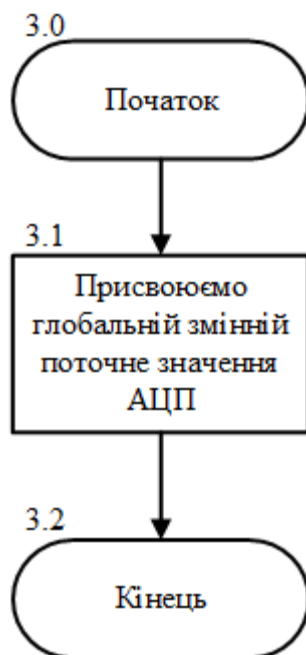 3.0
Початок
3.1
Присвоюємо
глобальній змінній
поточне значення
АЦП
3.2
Кінець